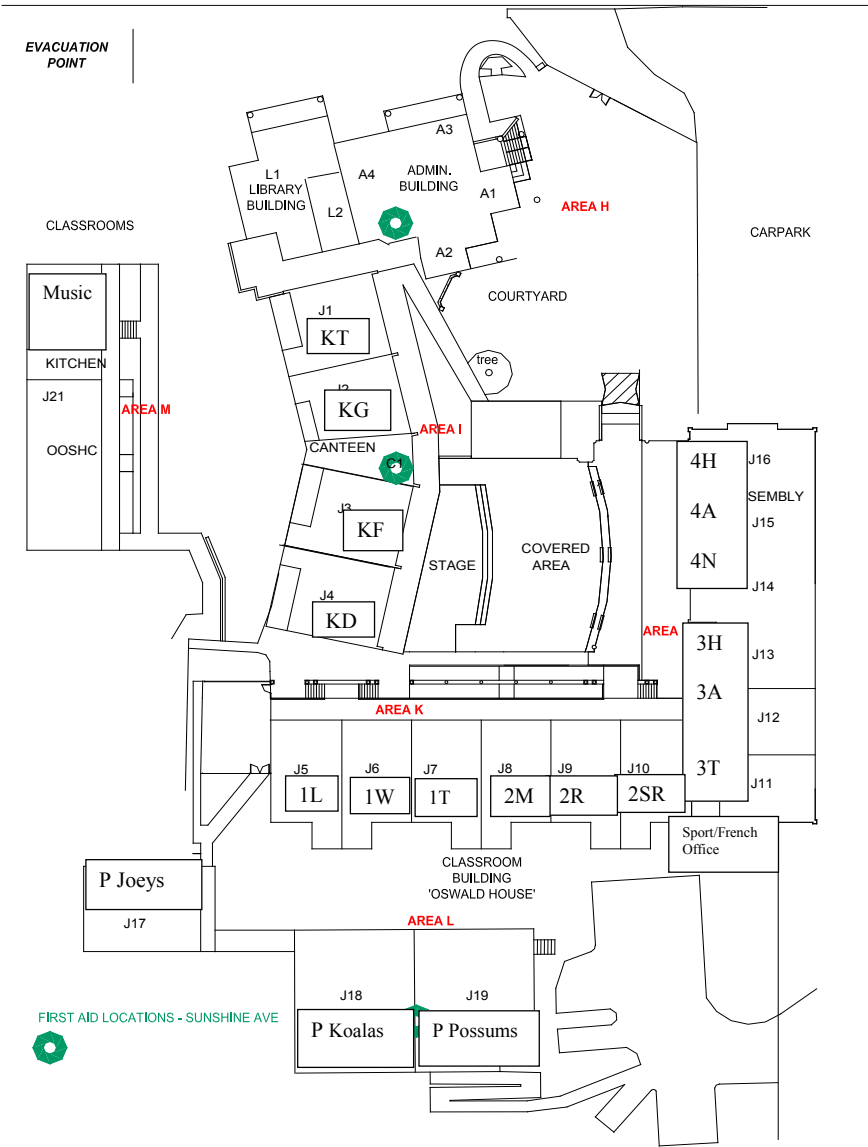 EVACUATION
POINT
A3
ADMIN.
BUILDING
A4
L1
LIBRARY
BUILDING
A1
L2
AREA H
A2
CLASSROOMS
CARPARK
COURTYARD
Music
J1
KT
tree
KITCHEN
J2
KG
J21
AREA M
AREA I
OOSHC
CANTEEN
C1
4H
J16
SEMBLY
4A
J15
J3
KF
STAGE
COVERED
AREA
4N
J14
J4
KD
AREA
3H
J13
3A
AREA K
J12
J5
J6
J7
J8
J9
J10
3T
J11
1L
1W
1T
2M
2R
2SR
Sport/French
Office
CLASSROOM
BUILDING
'OSWALD HOUSE'
P Joeys
J17
AREA L
J18
J19
FIRST AID LOCATIONS - SUNSHINE AVE
P Koalas
P Possums